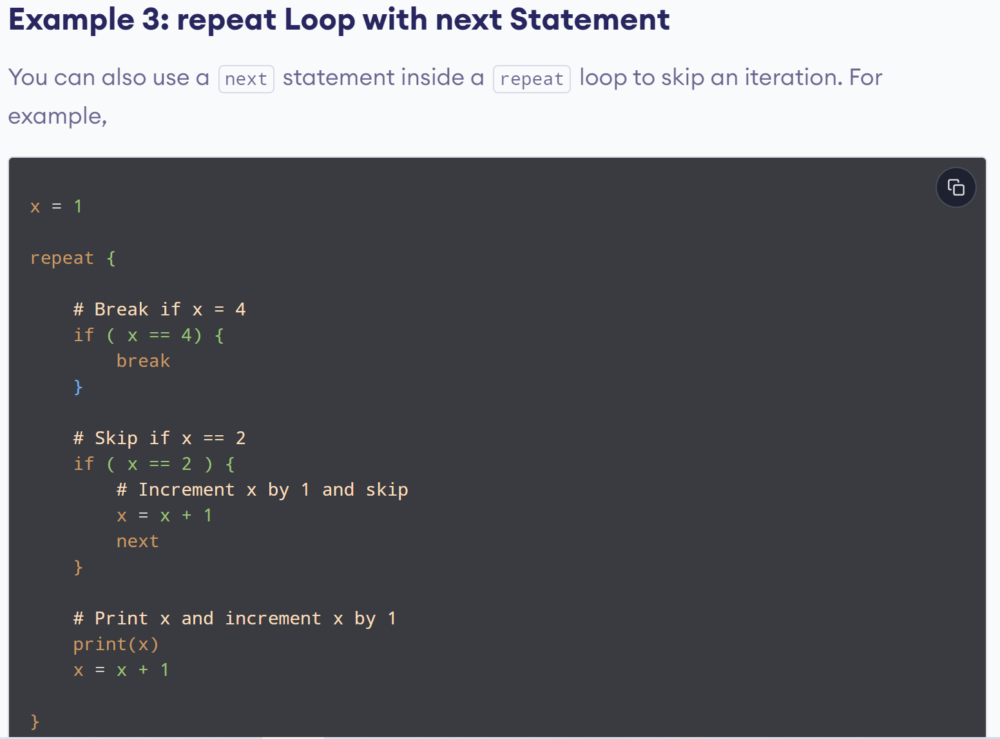 Example 3: repeat Loop with next Statement
You can also use a next statement inside a repeat loop to skip an iteration. For
example,
x = 1
repeat {
# Break if x = 4
if ( x == 4) {
break
}
# Skip if x == 2
if ( x == 2 ) {
# Increment x by 1 and skip
x = x + 1
next
}
# Print x and increment x by 1
print(x)
x = x + 1
}